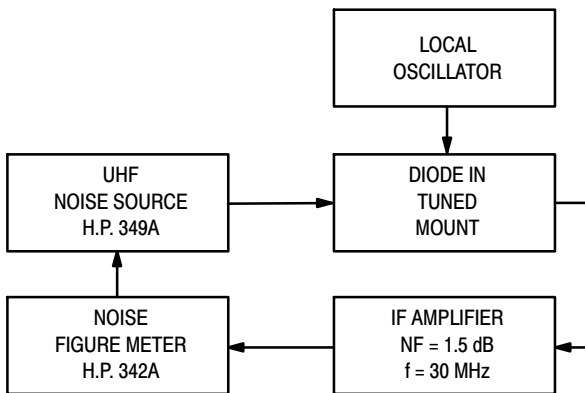 LOCAL
OSCILLATOR
UHF
NOISE SOURCE
H.P. 349A
DIODE IN
TUNED
MOUNT
NOISE
FIGURE METER
H.P. 342A
IF AMPLIFIER
NF = 1.5 dB
f = 30 MHz